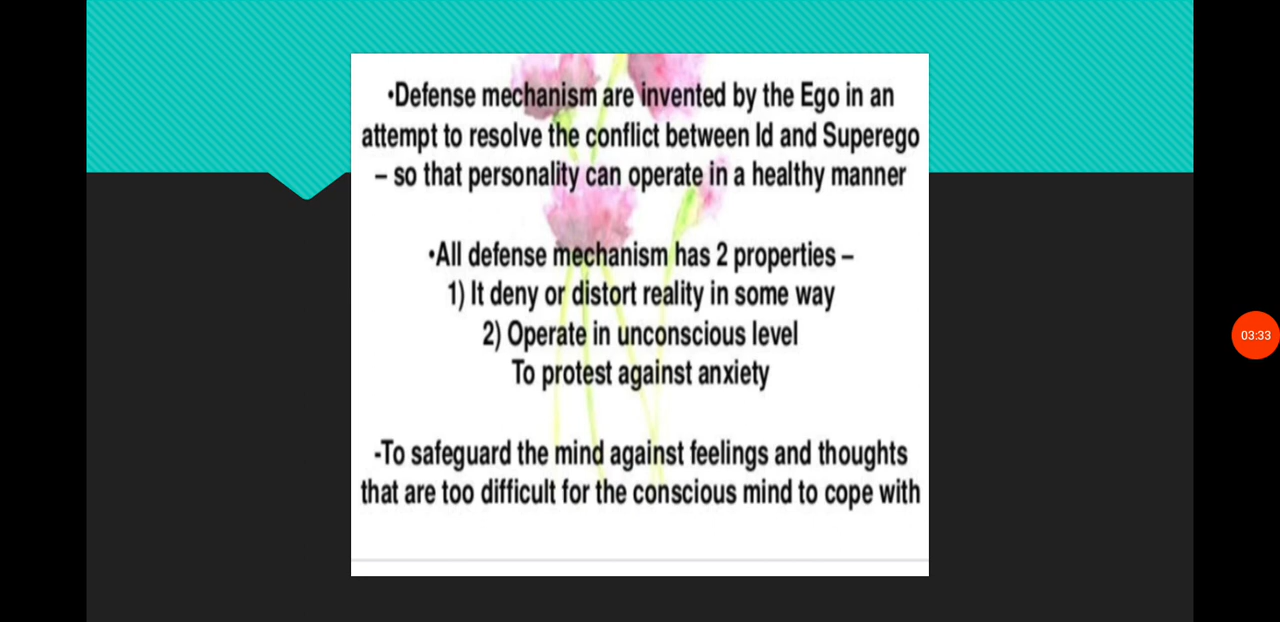 •Defense mechanism are invented by the Ego in an
attempt to resolve the conflict between Id and Superego
– so that personality can operate in a healthy manner
•All defense mechanism has 2 properties –
1) It deny or distort reality in some way
2) Operate in unconscious level
To protest against anxiety
-To safeguard the mind against feelings and thoughts
that are too difficult for the conscious mind to cope with
03:33